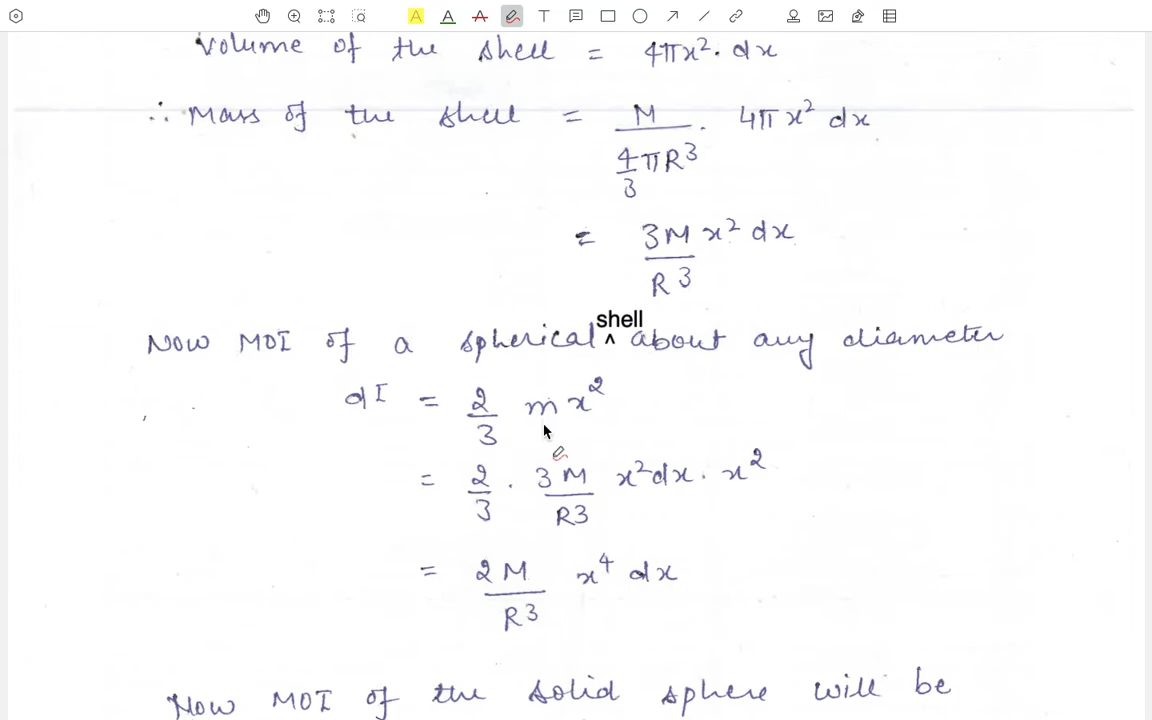 Volume of the shell = 4πx². dx
∴ Mass of the shell = M / (4/3 πR³) . 4πx² dx
= 3M / R³ x² dx
Now MOI of a spherical ^shell about any diameter
dI = 2/3 mx²
= 2/3 . 3M / R³ x²dx . x²
= 2M / R³ x⁴ dx
Now MOI of the solid sphere will be